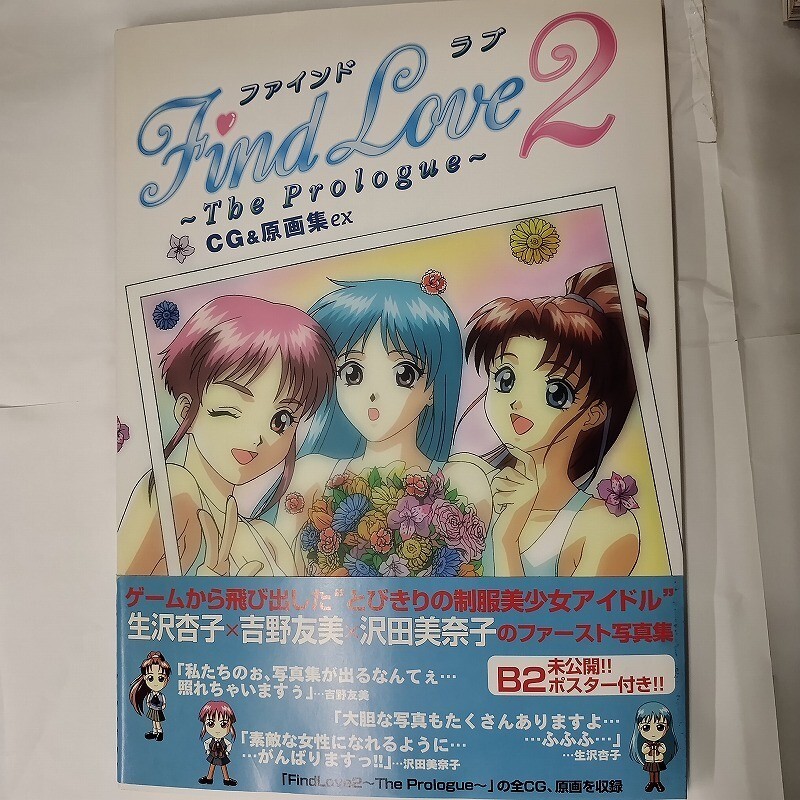 ファインド ラブ
Find Love 2
~The Prologue~
CG&原画集ex
ゲームから飛び出した"とびきりの制服美少女アイドル"
生沢杏子×吉野友美×沢田美奈子のファースト写真集
「私たちのぉ、写真集が出るなんてぇ…
照れちゃいますぅ」…吉野友美
B2未公開!!
ポスター付き!!
「大胆な写真もたくさんありますよ…
…ふふふ…」
…生沢杏子
「素敵な女性になれるように…
…がんばりますっ!!」…沢田美奈子
「FindLove2～The Prologue～」の全CG、原画を収録